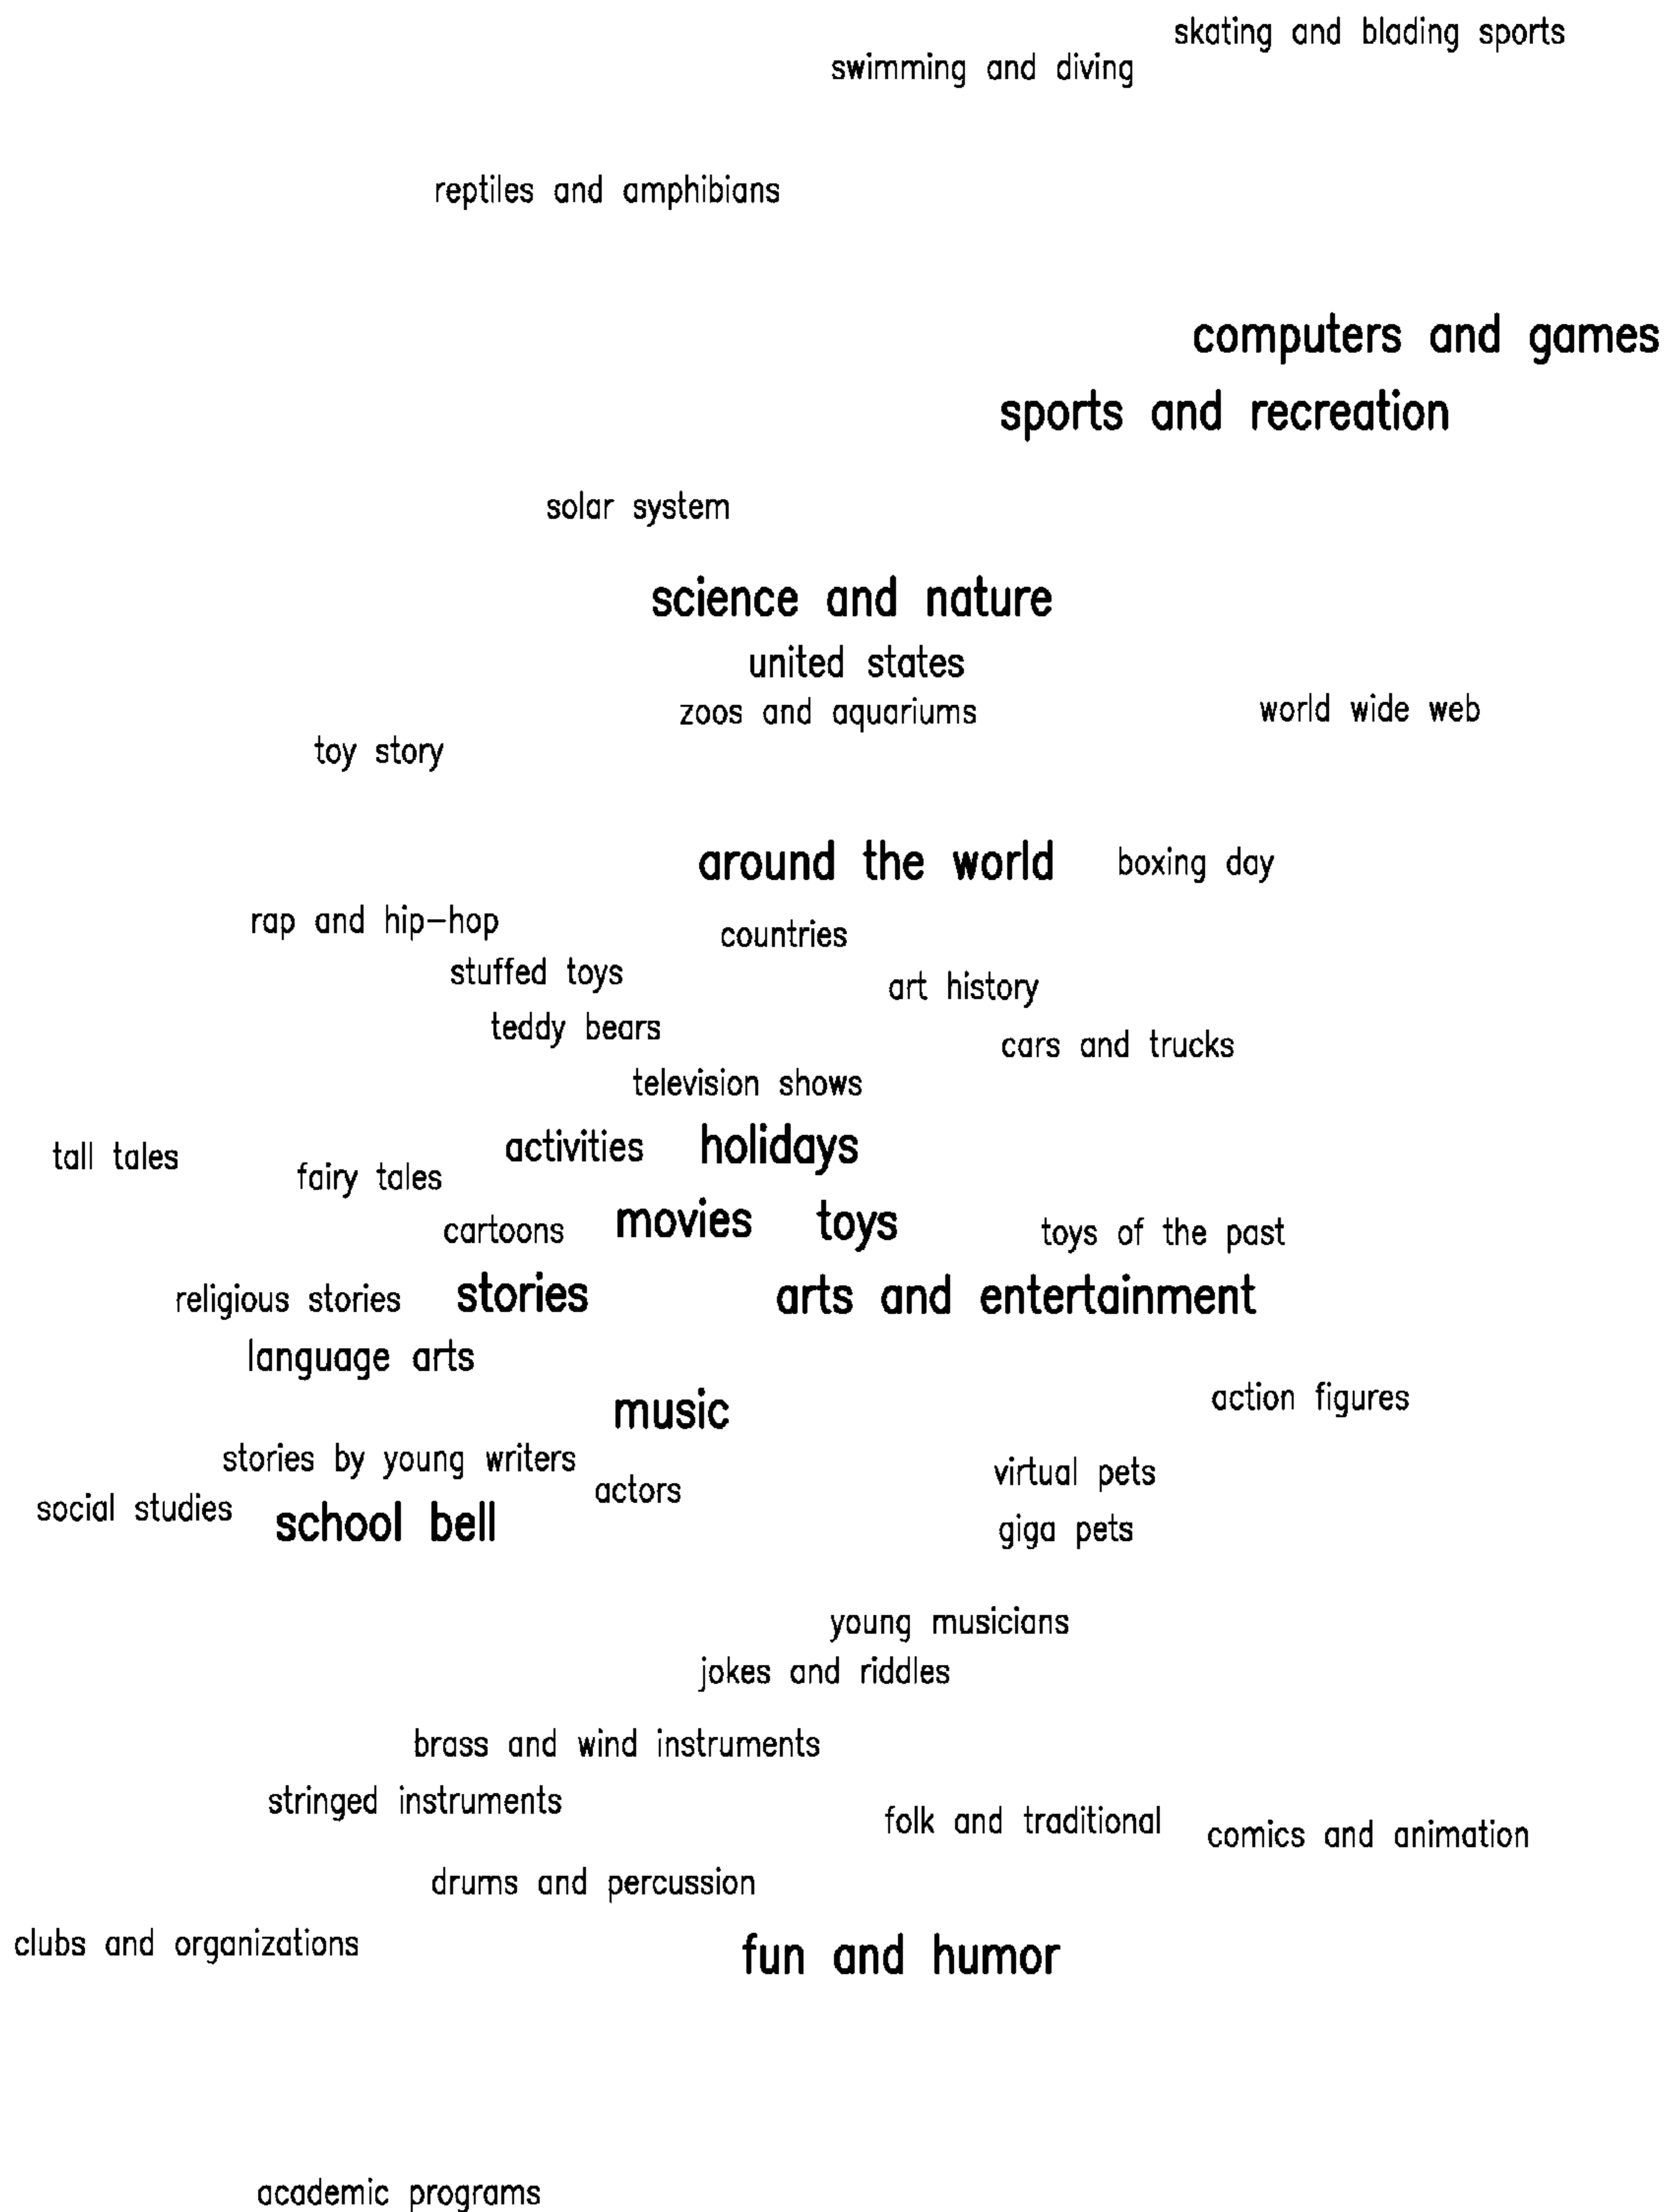 skating and blading sports
swimming and diving
reptiles and amphibians
computers and games
sports and recreation
solar system
science and nature
united states
zoos and aquariums
world wide web
toy story
around the world
boxing day
rap and hip-hop
countries
stuffed toys
art history
teddy bears
cars and trucks
television shows
activities
holidays
tall tales
fairy tales
cartoons
movies
toys
toys of the past
religious stories
stories
arts and entertainment
language arts
music
action figures
stories by young writers
actors
virtual pets
social studies
school bell
giga pets
young musicians
jokes and riddles
brass and wind instruments
stringed instruments
folk and traditional
comics and animation
drums and percussion
clubs and organizations
fun and humor
academic programs